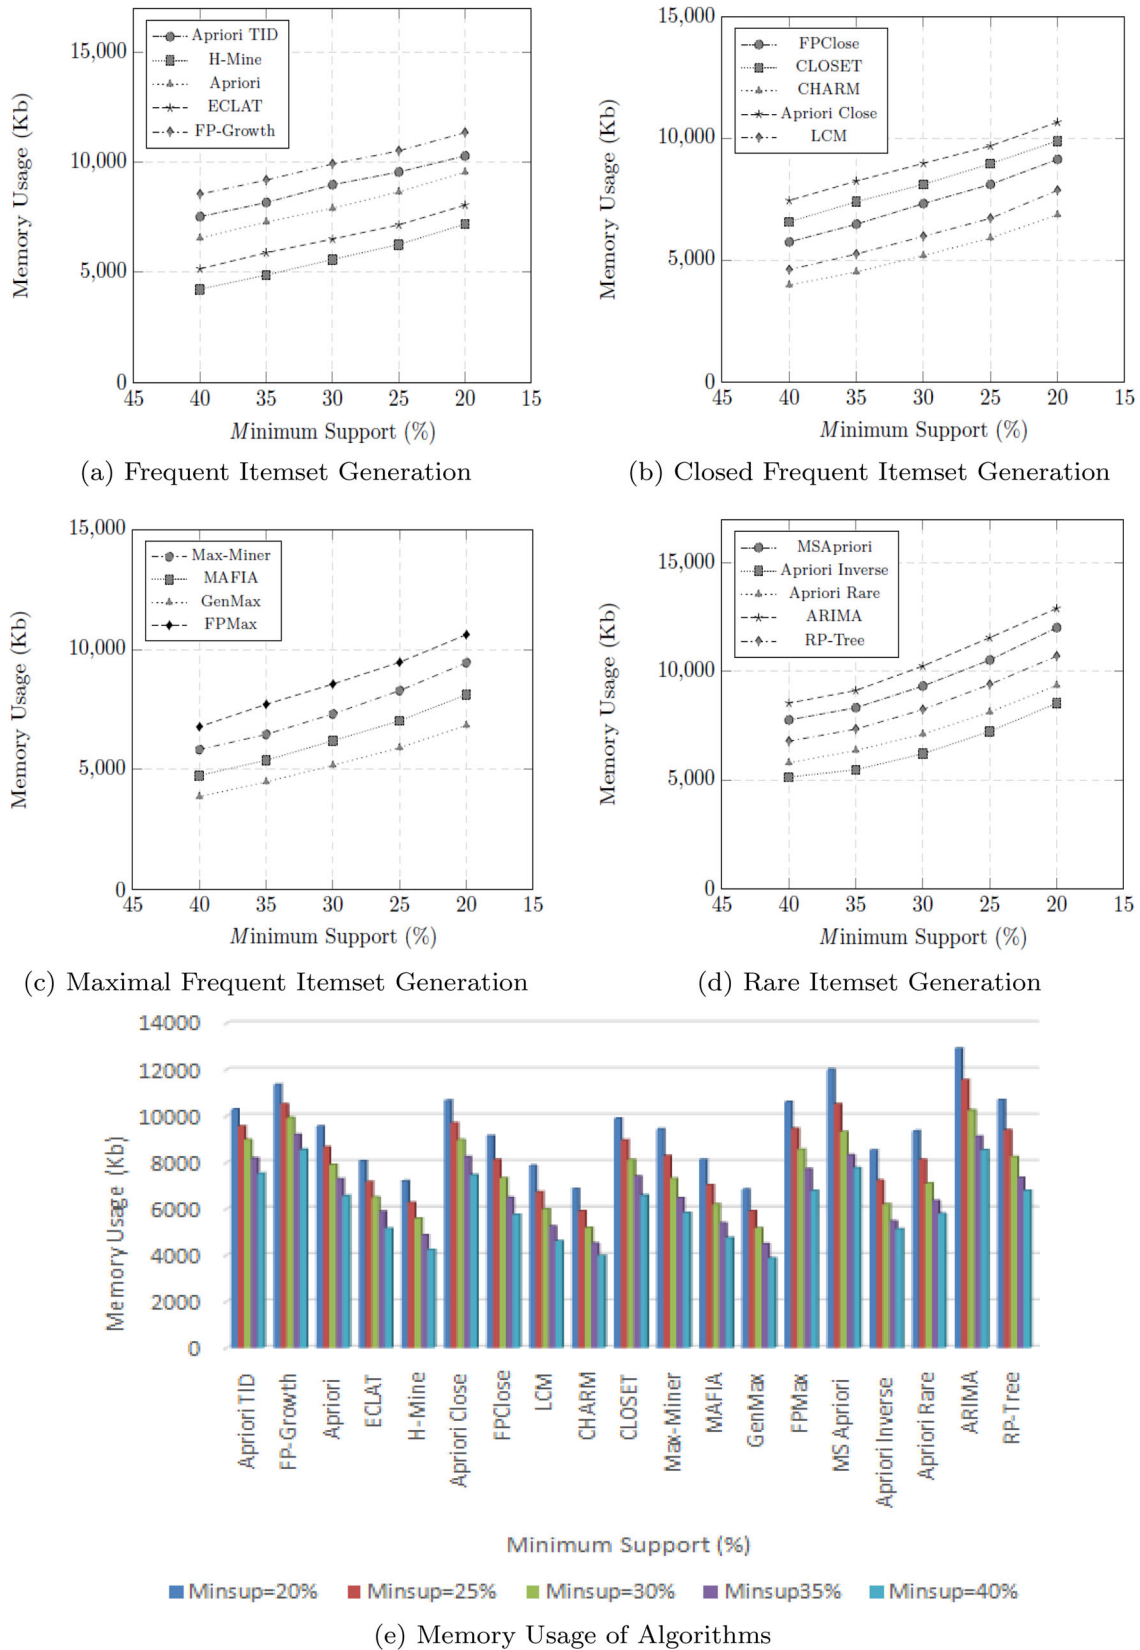 Memory Usage (Kb)
15,000
10,000
5,000
0
Apriori TID
H-Mine
Apriori
ECLAT
FP-Growth
45 40 35 30 25 20 15
Minimum Support (%)
(a) Frequent Itemset Generation
Memory Usage (Kb)
15,000
10,000
5,000
0
FPClose
CLOSET
CHARM
Apriori Close
LCM
45 40 35 30 25 20 15
Minimum Support (%)
(b) Closed Frequent Itemset Generation
Memory Usage (Kb)
15,000
10,000
5,000
0
Max-Miner
MAFIA
GenMax
FPMax
45 40 35 30 25 20 15
Minimum Support (%)
(c) Maximal Frequent Itemset Generation
Memory Usage (Kb)
15,000
10,000
5,000
0
MSApriori
Apriori Inverse
Apriori Rare
ARIMA
RP-Tree
45 40 35 30 25 20 15
Minimum Support (%)
(d) Rare Itemset Generation
Memory Usage (Kb)
14000
12000
10000
8000
6000
4000
2000
0
Apriori TID
FP-Growth
Apriori
ECLAT
H-Mine
Apriori Close
FPClose
LCM
CHARM
CLOSET
Max-Miner
MAFIA
GenMax
FPMax
MS Apriori
Apriori Inverse
Apriori Rare
ARIMA
RP-Tree
Minimum Support (%)
Minsup=20% Minsup=25% Minsup=30% Minsup35% Minsup=40%
(e) Memory Usage of Algorithms